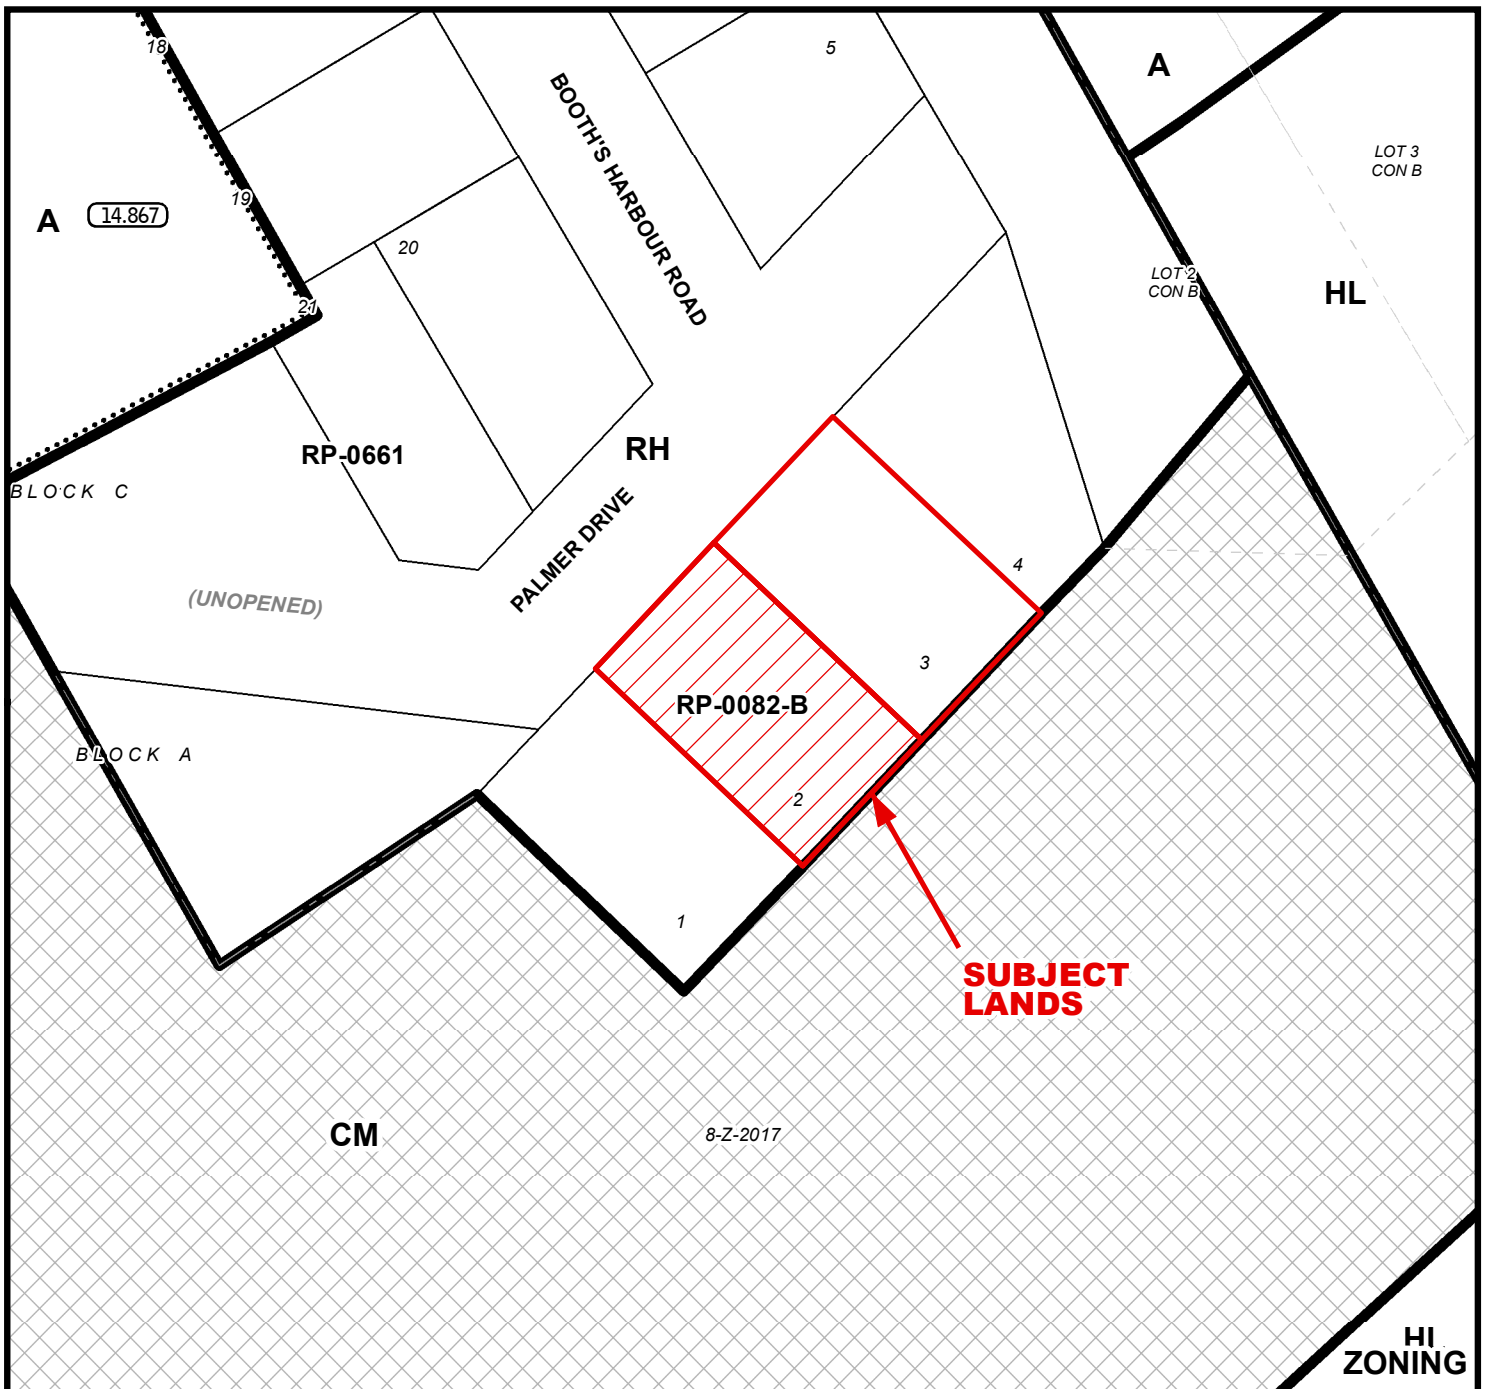 18
5
A
BOOTH'S HARBOUR ROAD
LOT 3
CON B
19
A
14.867
20
LOT 2
CON B
HL
21
RP-0661
RH
BLOCK C
PALMER DRIVE
4
(UNOPENED)
3
RP-0082-B
BLOCK A
2
1
SUBJECT
LANDS
CM
8-Z-2017
HI
ZONING